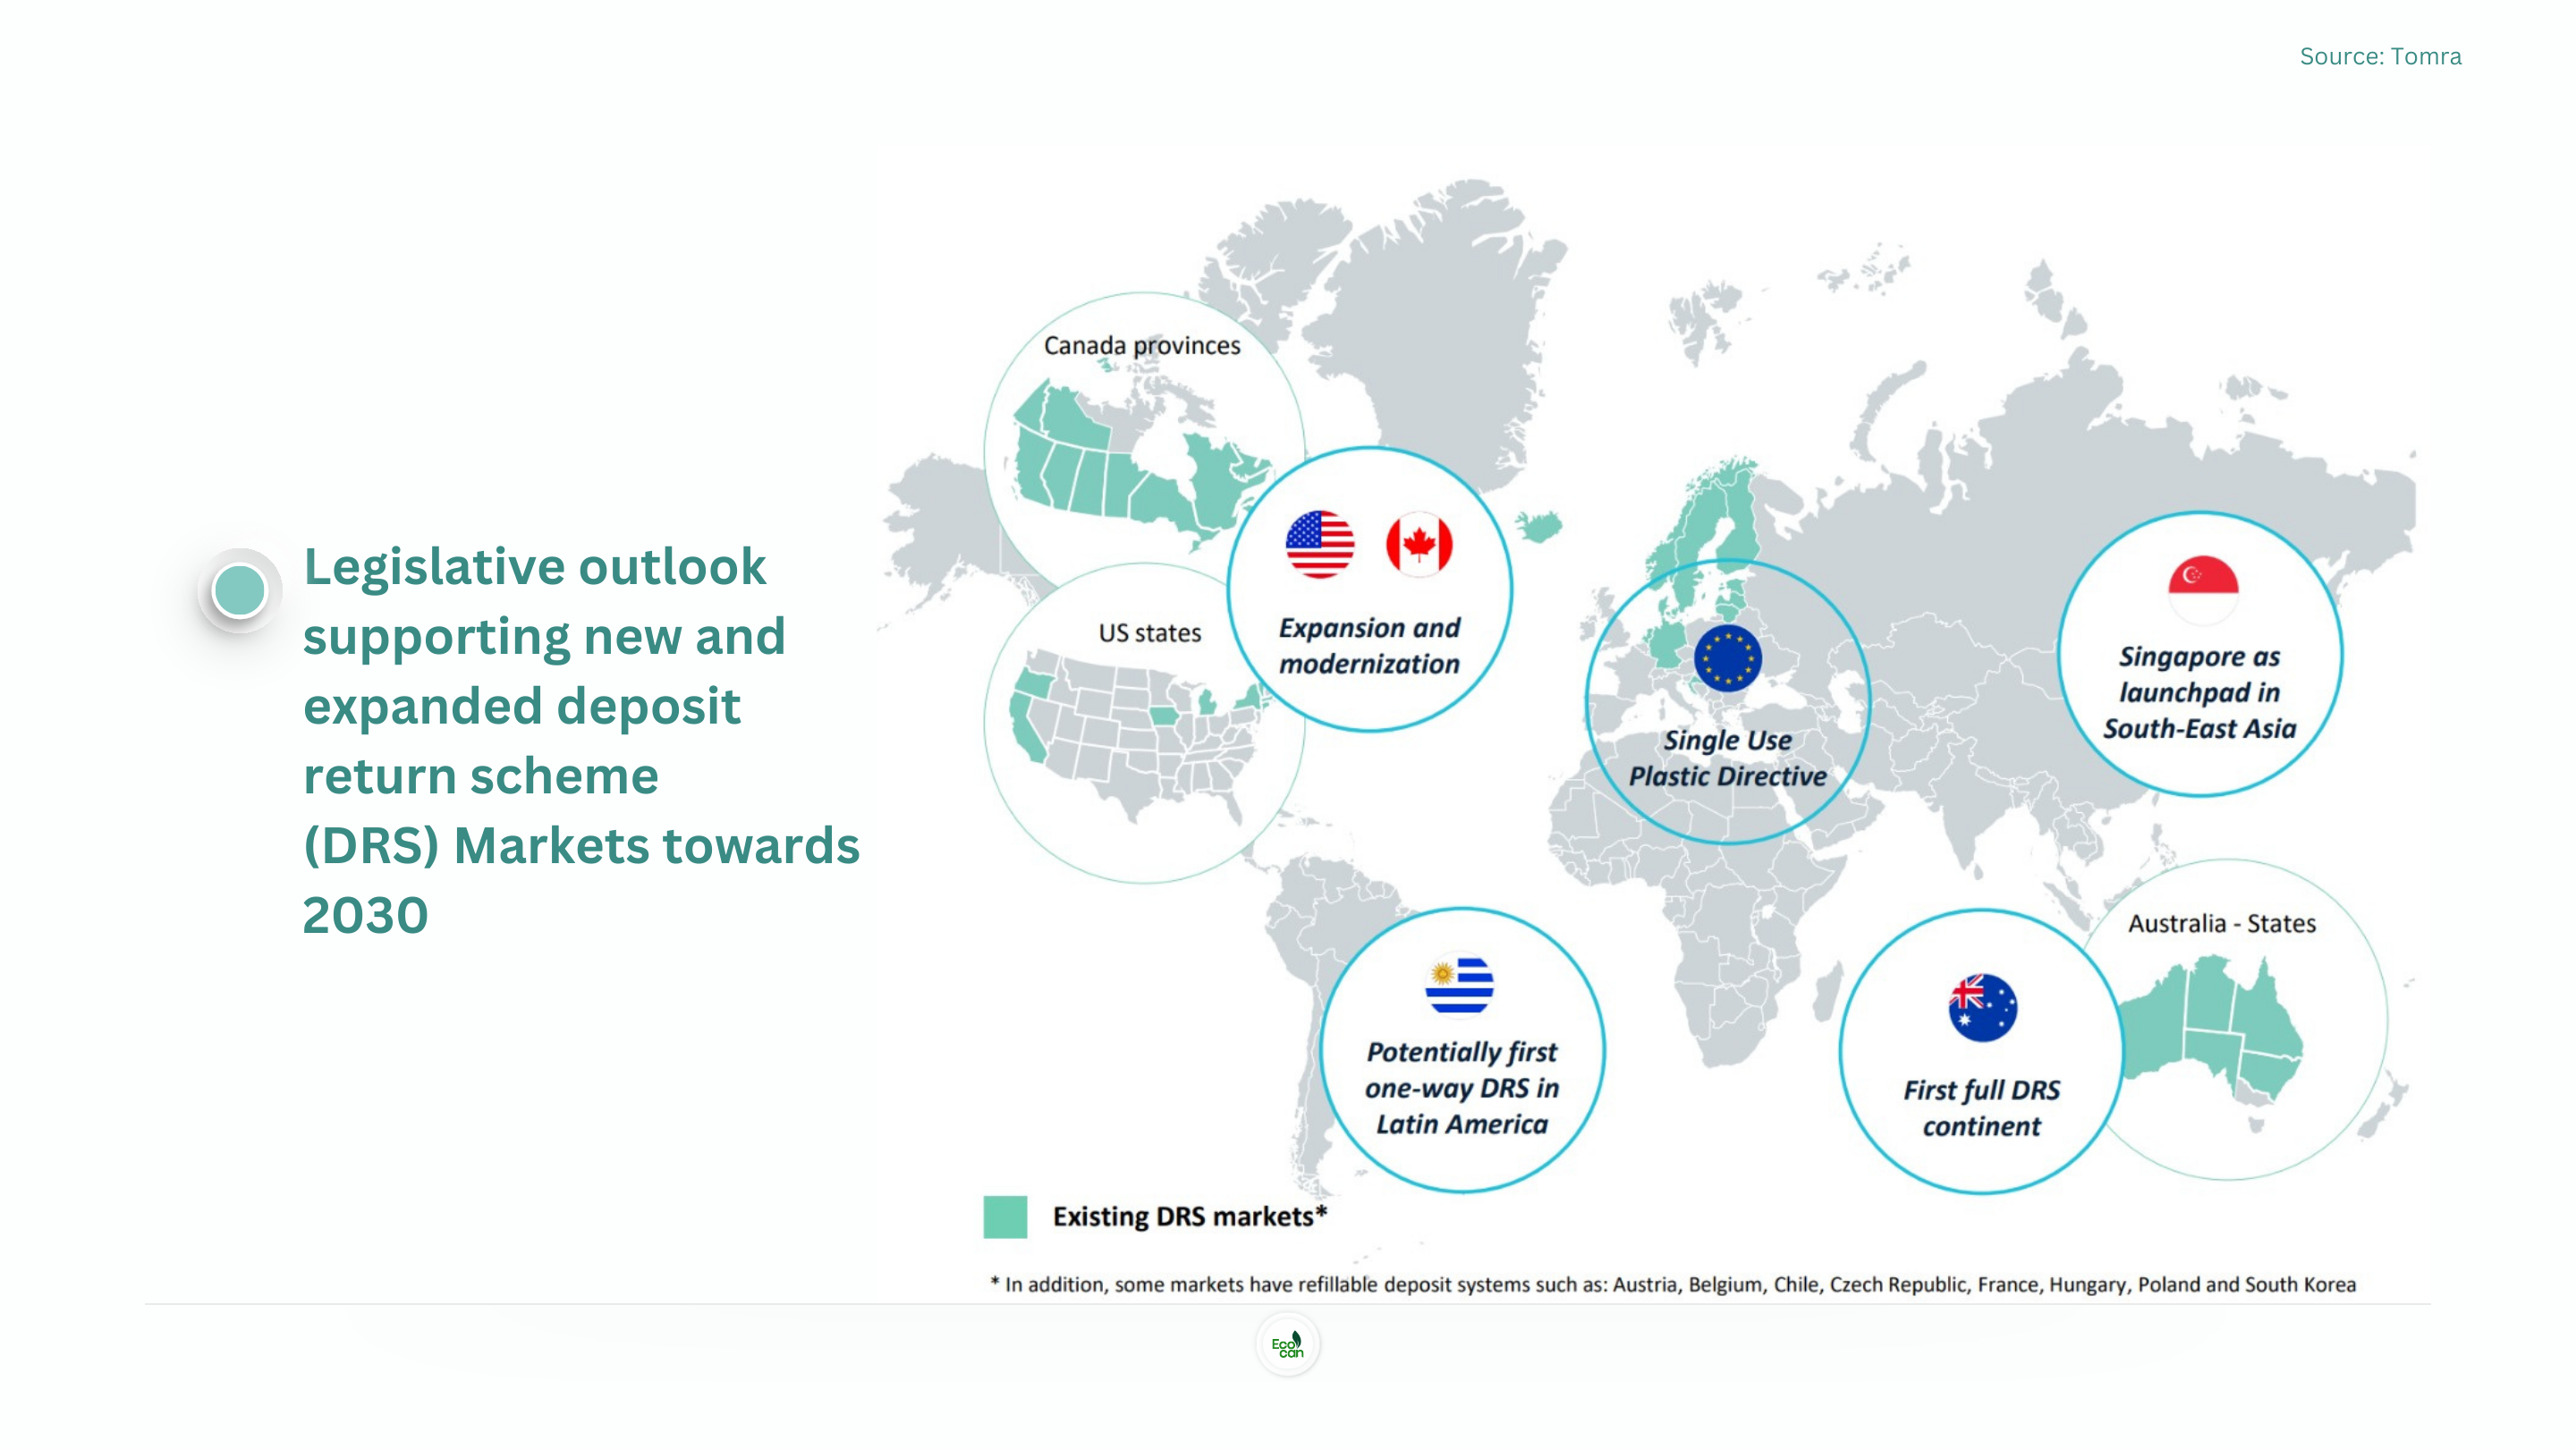 Source: Tomra
Legislative outlook
supporting new and
expanded deposit
return scheme
(DRS) Markets towards
2030
Canada provinces
US states
Expansion and
modernization
Single Use
Plastic Directive
Singapore as
launchpad in
South-East Asia
Potentially first
one-way DRS in
Latin America
First full DRS
continent
Australia - States
Existing DRS markets*
* In addition, some markets have refillable deposit systems such as: Austria, Belgium, Chile, Czech Republic, France, Hungary, Poland and South Korea
Eco
can